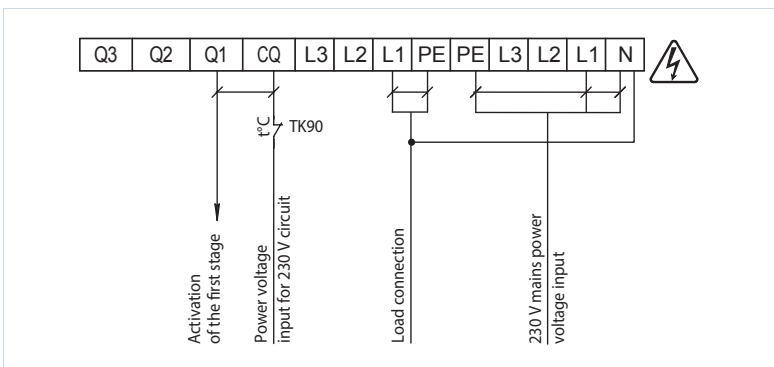 Q3 Q2 Q1 CQ L3 L2 L1 PE PE L3 L2 L1 N
t°C TK90
Activation
of the first stage
Power voltage
input for 230 V circuit
Load connection
230 V mains power
voltage input